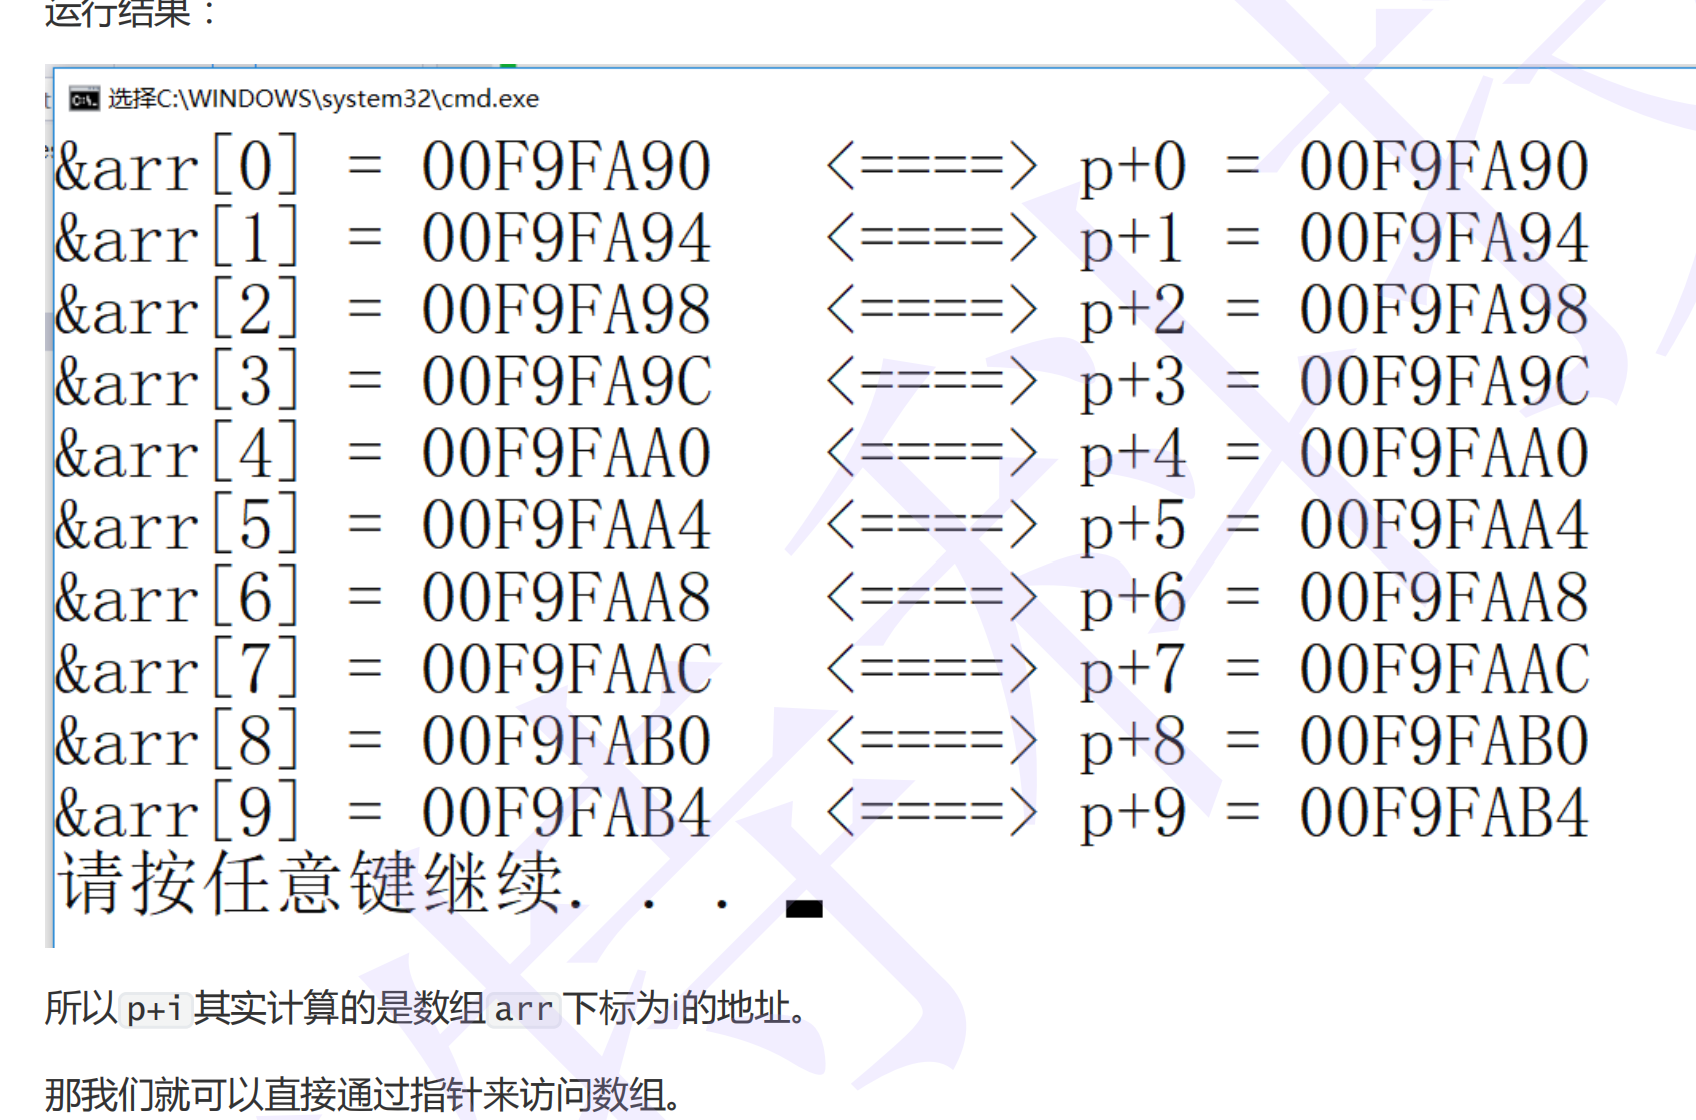 运行结果：
选择C:\WINDOWS\system32\cmd.exe
&arr[0] = 00F9FA90 <====> p+0 = 00F9FA90
&arr[1] = 00F9FA94 <====> p+1 = 00F9FA94
&arr[2] = 00F9FA98 <====> p+2 = 00F9FA98
&arr[3] = 00F9FA9C <====> p+3 = 00F9FA9C
&arr[4] = 00F9FAA0 <====> p+4 = 00F9FAA0
&arr[5] = 00F9FAA4 <====> p+5 = 00F9FAA4
&arr[6] = 00F9FAA8 <====> p+6 = 00F9FAA8
&arr[7] = 00F9FAAC <====> p+7 = 00F9FAAC
&arr[8] = 00F9FAB0 <====> p+8 = 00F9FAB0
&arr[9] = 00F9FAB4 <====> p+9 = 00F9FAB4
请按任意键继续. . .
所以p+i其实计算的是数组arr下标为i的地址。
那我们就可以直接通过指针来访问数组。